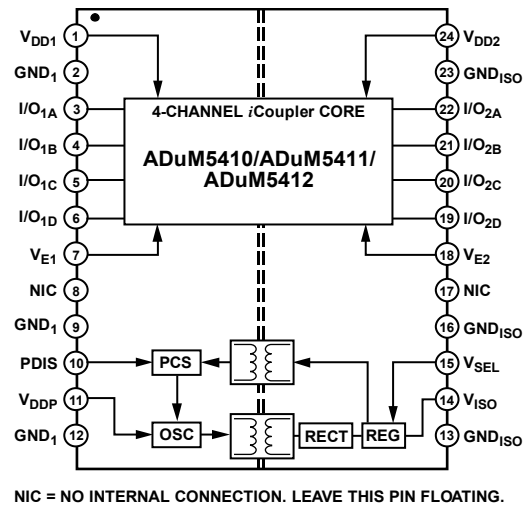 VDD1 1 24 VDD2
GND1 2 23 GNDISO
I/O1A 3 4-CHANNEL iCoupler CORE 22 I/O2A
I/O1B 4 ADuM5410/ADuM5411/ 21 I/O2B
I/O1C 5 ADuM5412 20 I/O2C
I/O1D 6 19 I/O2D
VE1 7 18 VE2
NIC 8 17 NIC
GND1 9 16 GNDISO
PDIS 10 PCS 15 VSEL
VDDP 11 14 VISO
GND1 12 OSC RECT REG 13 GNDISO
NIC = NO INTERNAL CONNECTION. LEAVE THIS PIN FLOATING.